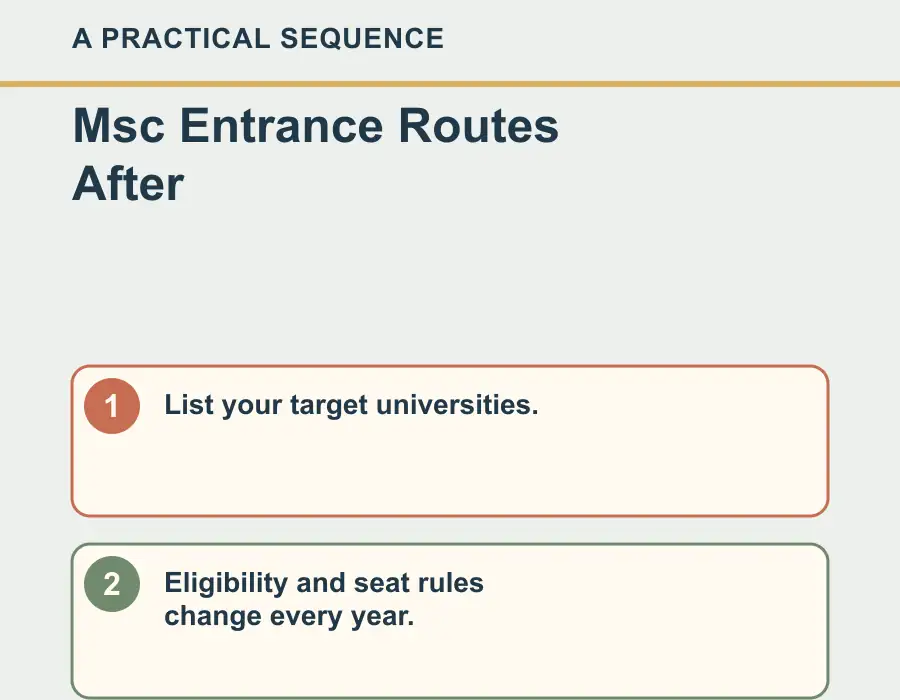 A PRACTICAL SEQUENCE
Msc Entrance Routes
After
1
List your target universities.
2
Eligibility and seat rules
change every year.